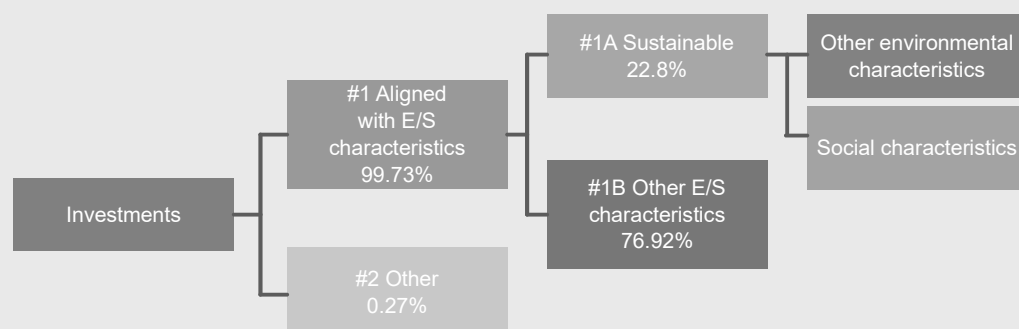 #1A Sustainable
22.8%
Other environmental
characteristics
#1 Aligned
with E/S
characteristics
99.73%
Social characteristics
Investments
#1B Other E/S
characteristics
76.92%
#2 Other
0.27%